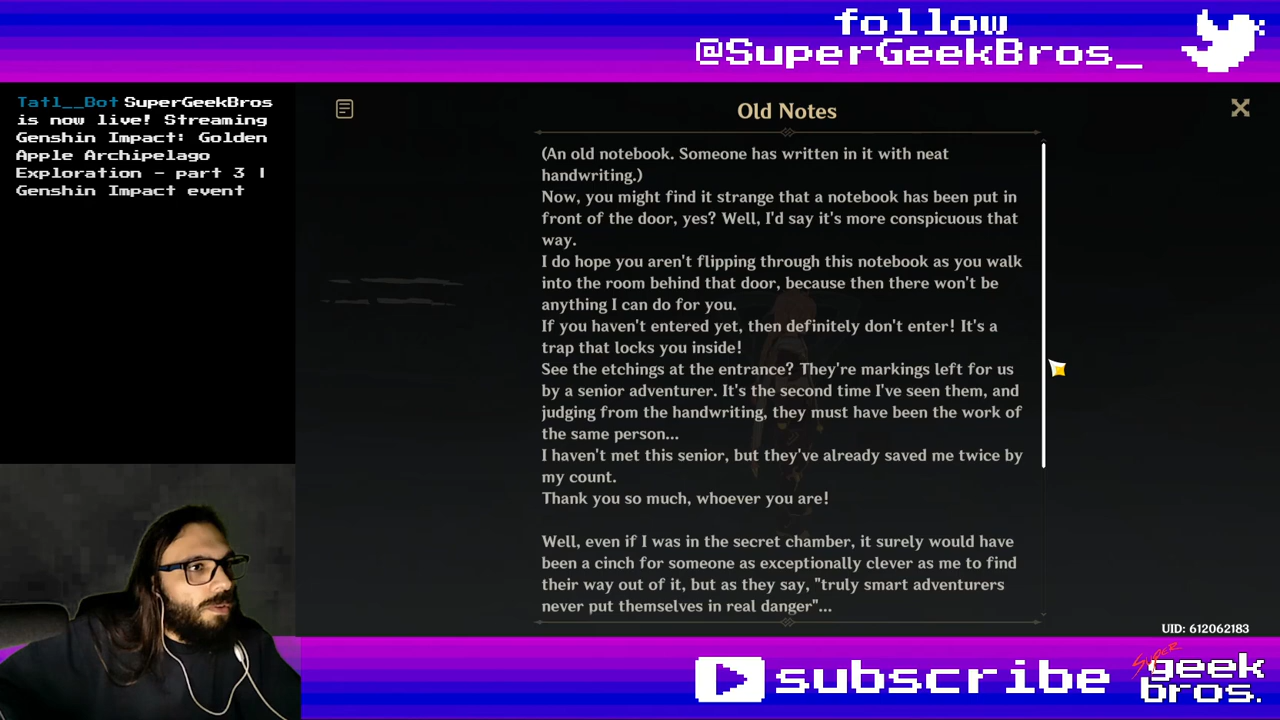 follow
@SuperGeekBros_
Tatl__Bot SuperGeekBros
is now live! Streaming
Genshin Impact: Golden
Apple Archipelago
Exploration - part 3 |
Genshin Impact event
Old Notes
(An old notebook. Someone has written in it with neat
handwriting.)
Now, you might find it strange that a notebook has been put in
front of the door, yes? Well, I'd say it's more conspicuous that
way.
I do hope you aren't flipping through this notebook as you walk
into the room behind that door, because then there won't be
anything I can do for you.
If you haven't entered yet, then definitely don't enter! It's a
trap that locks you inside!
See the etchings at the entrance? They're markings left for us
by a senior adventurer. It's the second time I've seen them, and
judging from the handwriting, they must have been the work of
the same person...
I haven't met this senior, but they've already saved me twice by
my count.
Thank you so much, whoever you are!
Well, even if I was in the secret chamber, it surely would have
been a cinch for someone as exceptionally clever as me to find
their way out of it, but as they say, "truly smart adventurers
never put themselves in real danger"...
UID: 612062183
subscribe
super
geek
bros.